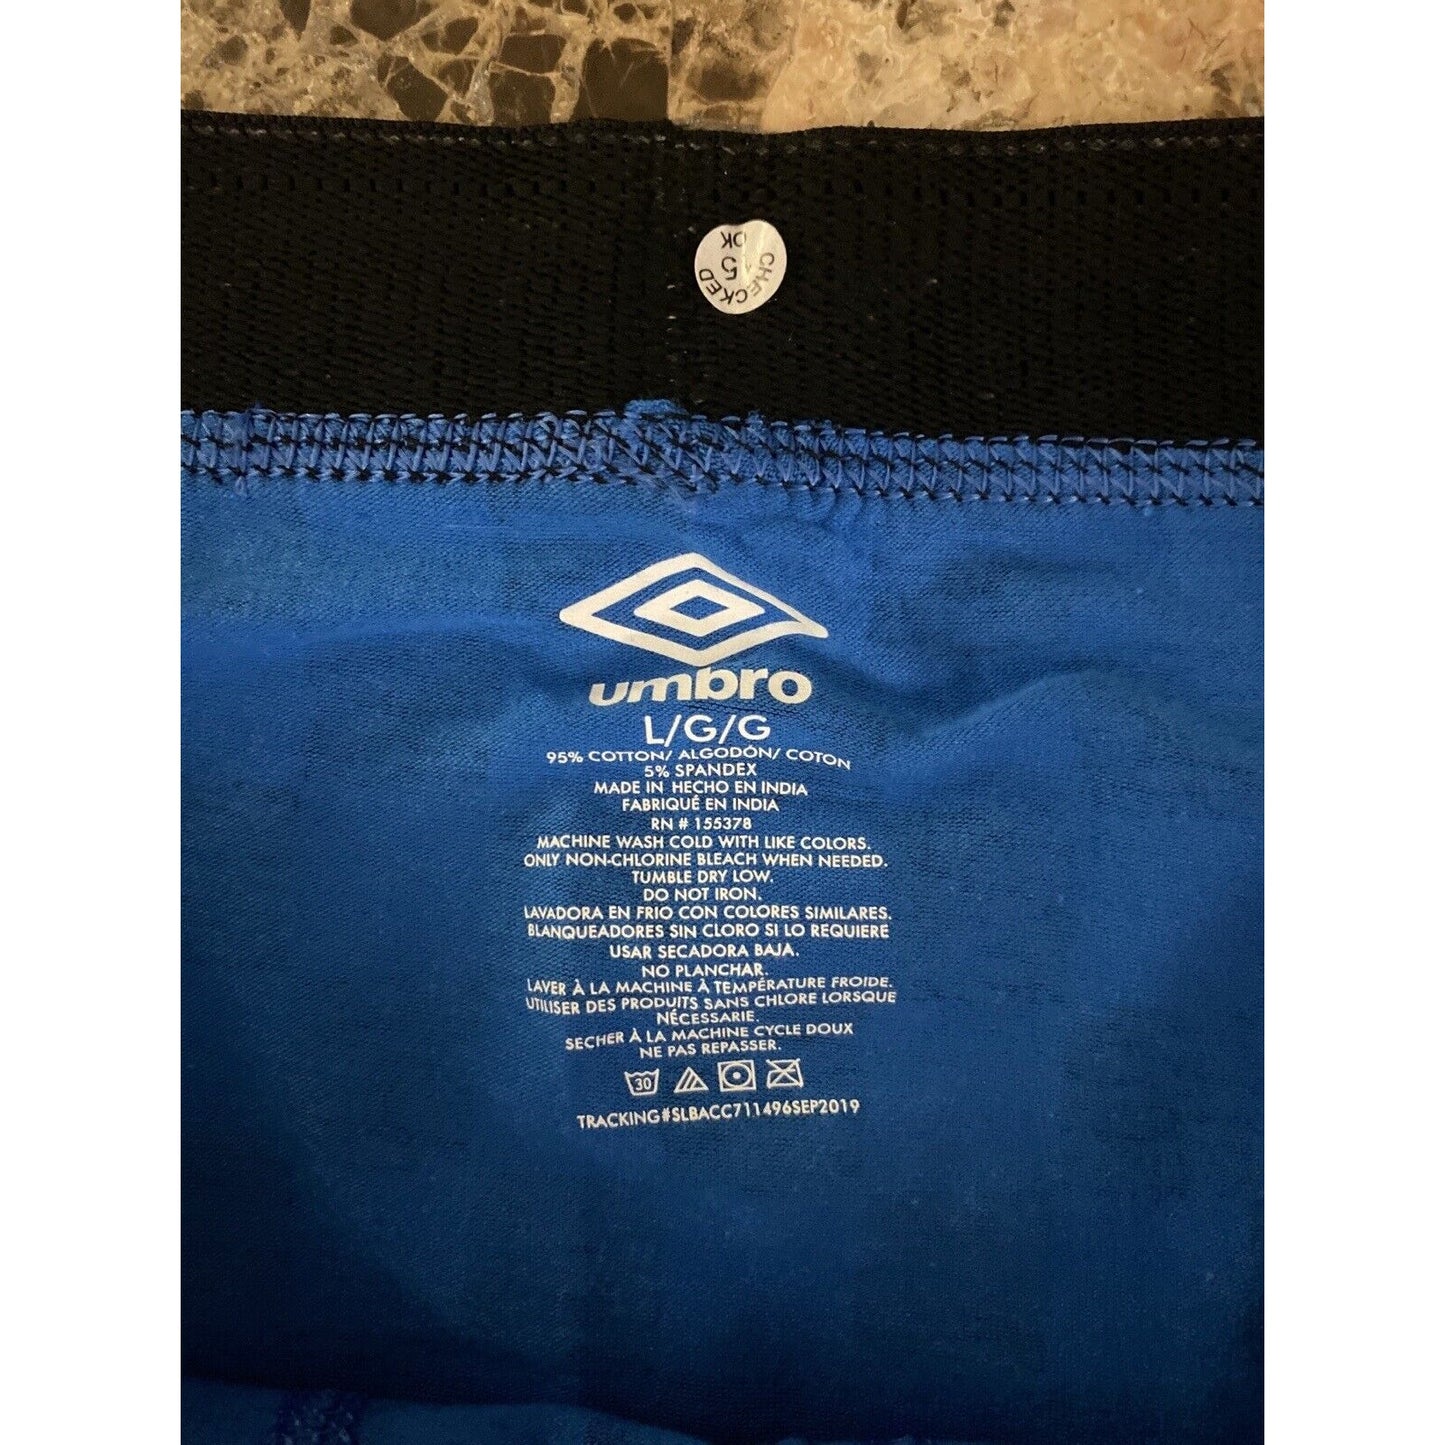 CHECKED
5
OK
umbro
L/G/G
95% COTTON/ ALGODÓN/ COTON
5% SPANDEX
MADE IN HECHO EN INDIA
FABRIQUÉ EN INDIA
RN # 155378
MACHINE WASH COLD WITH LIKE COLORS.
ONLY NON-CHLORINE BLEACH WHEN NEEDED.
TUMBLE DRY LOW.
DO NOT IRON.
LAVADORA EN FRIO CON COLORES SIMILARES.
BLANQUEADORES SIN CLORO SI LO REQUIERE
USAR SECADORA BAJA.
NO PLANCHAR.
LAVER À LA MACHINE À TEMPÉRATURE FROIDE.
UTILISER DES PRODUITS SANS CHLORE LORSQUE
NÉCESSARIE.
SECHER À LA MACHINE CYCLE DOUX
NE PAS REPASSER.
30
TRACKING#SLBACC711496SEP2019